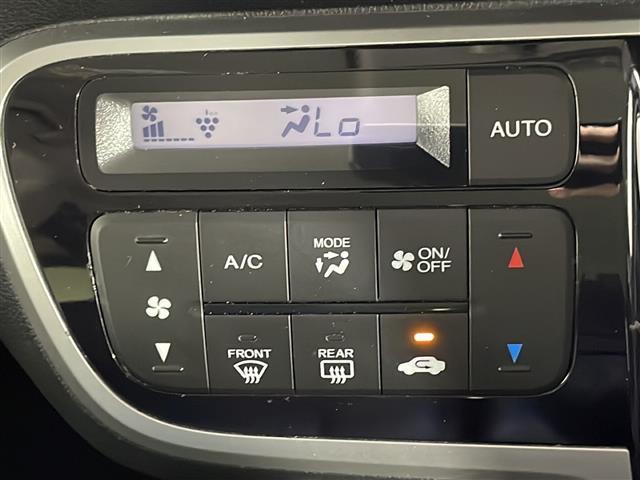 Lo
AUTO
A/C
MODE
ON/
OFF
FRONT
REAR